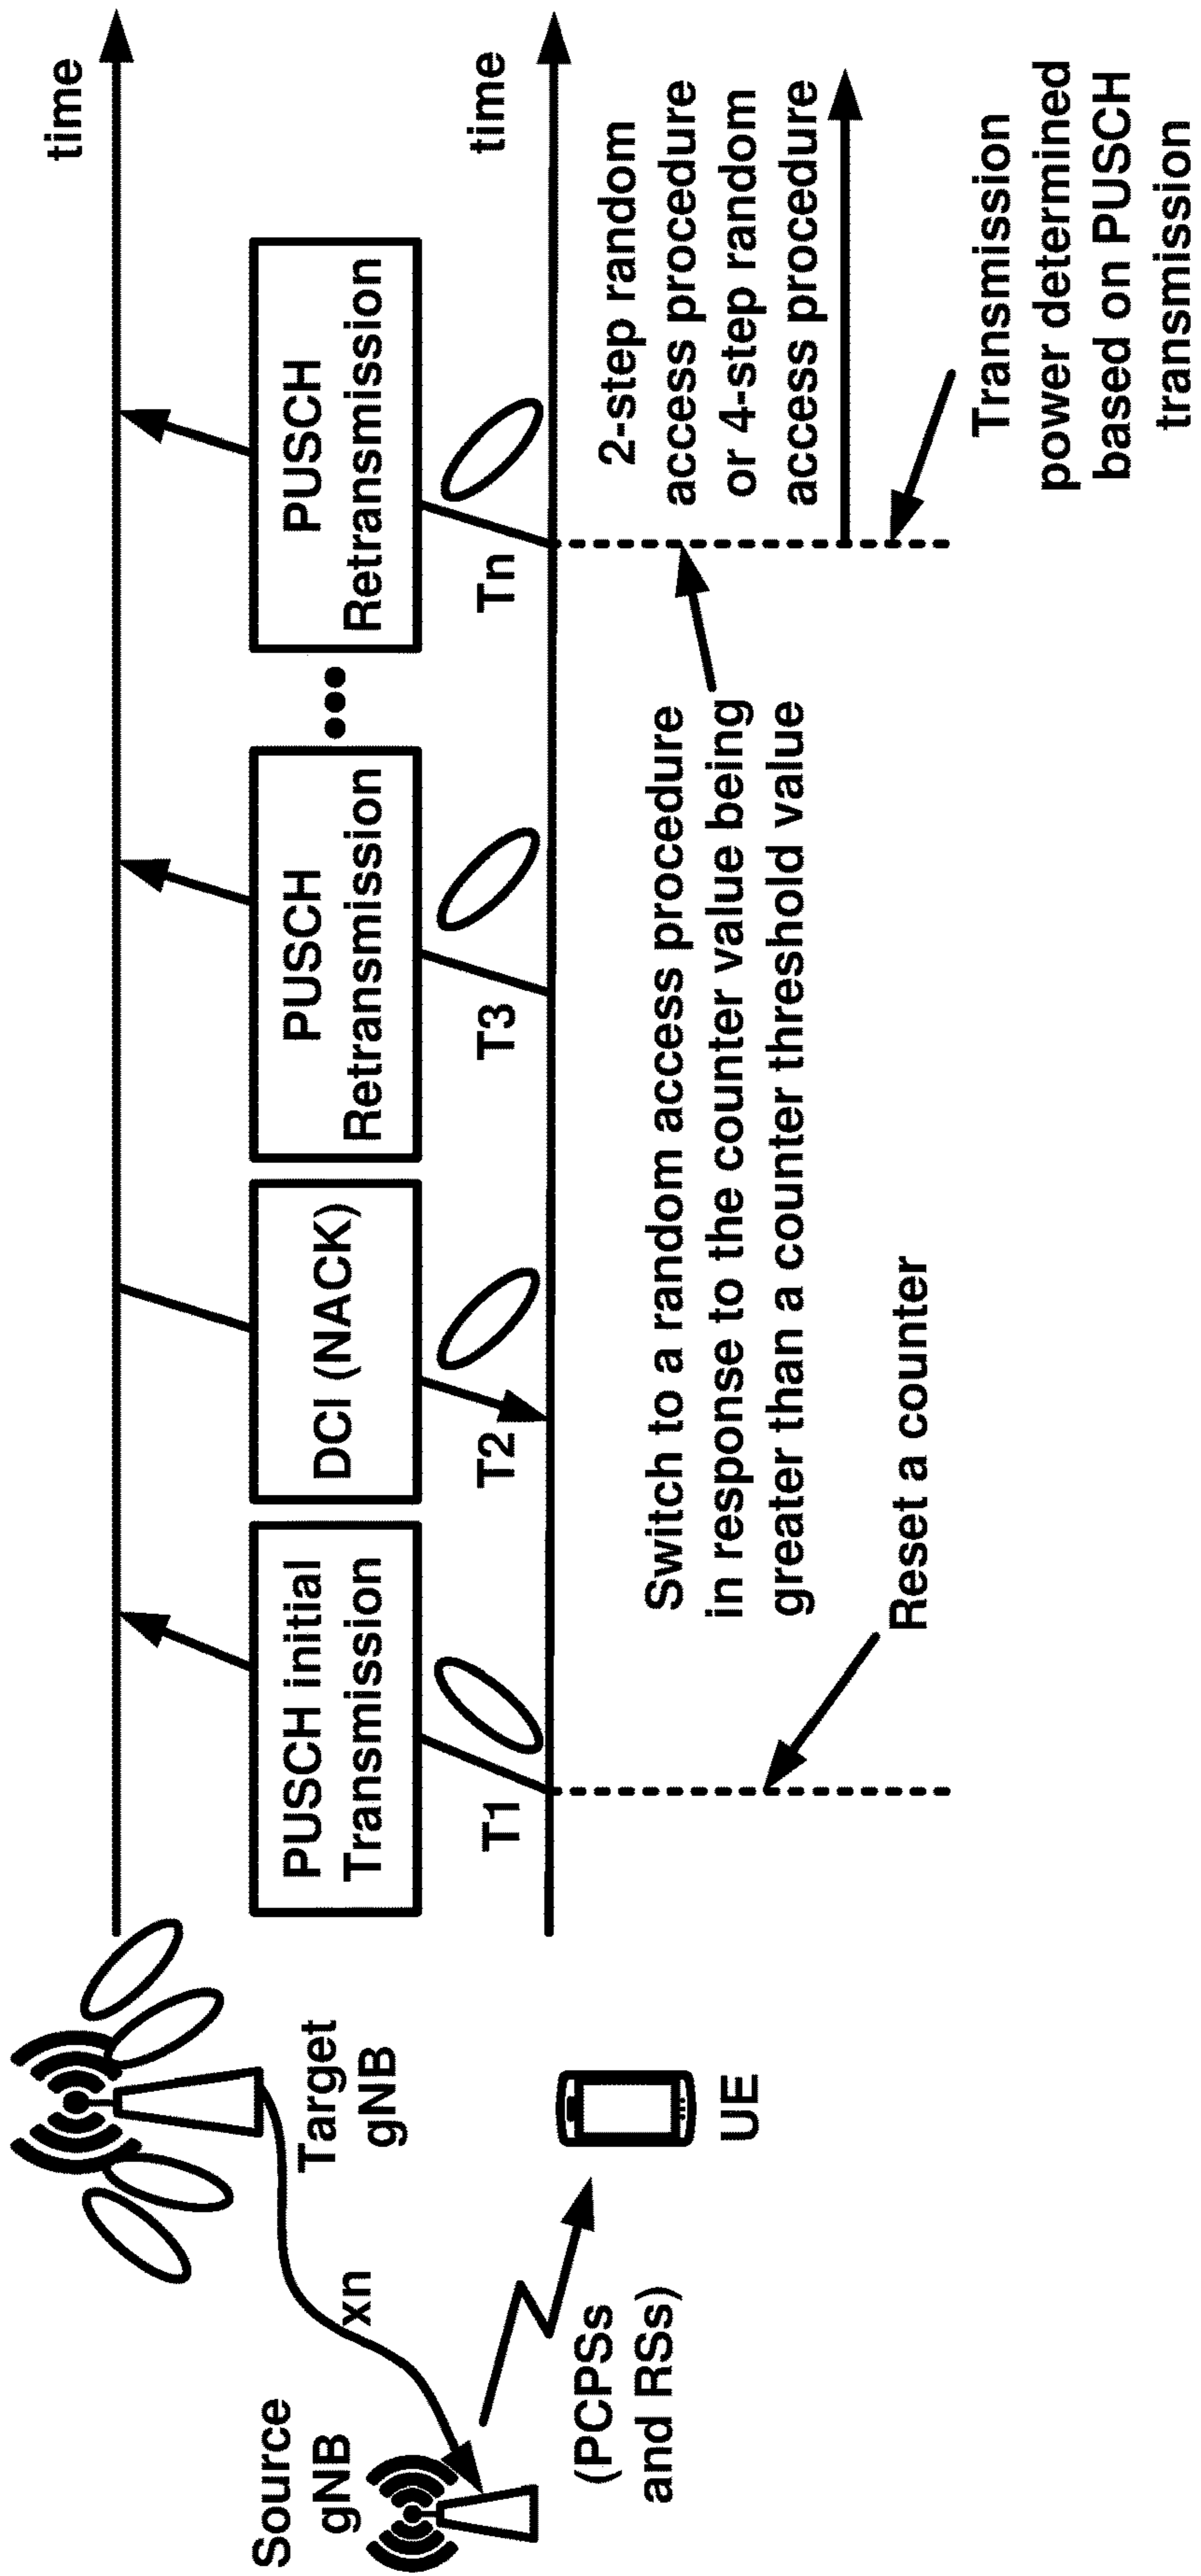 Source
gNB
xn
(PCPSs
and RSs)
Target
gNB
UE
time
time
PUSCH initial
Transmission
T1
DCI (NACK)
T2
PUSCH
Retransmission
T3
PUSCH
Retransmission
Tn
Switch to a random access procedure
in response to the counter value being
greater than a counter threshold value
Reset a counter
2-step random
access procedure
or 4-step random
access procedure
Transmission
power determined
based on PUSCH
transmission